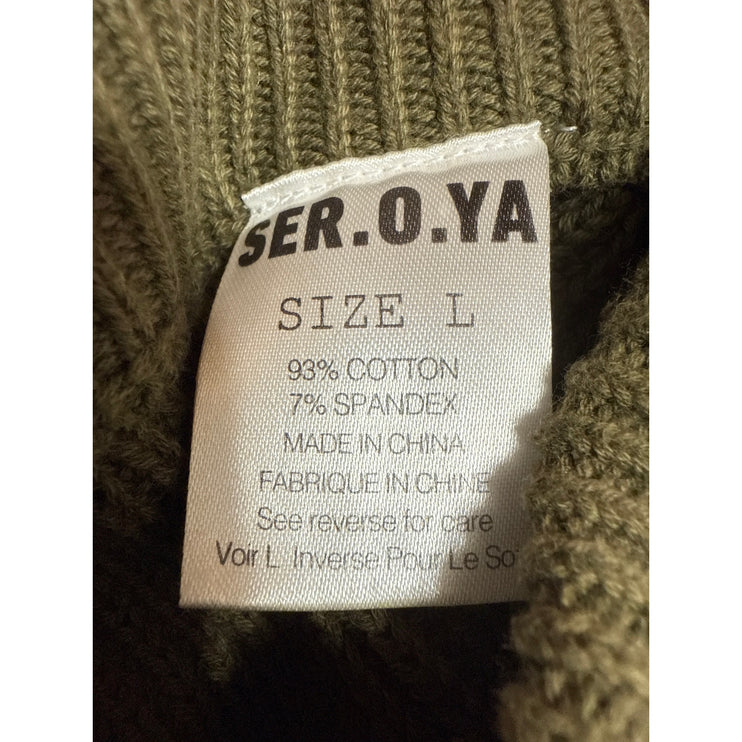 SER.O.YA
SIZE L
93% COTTON
7% SPANDEX
MADE IN CHINA
FABRIQUE IN CHINE
See reverse for care
Voir L Inverse Pour Le So